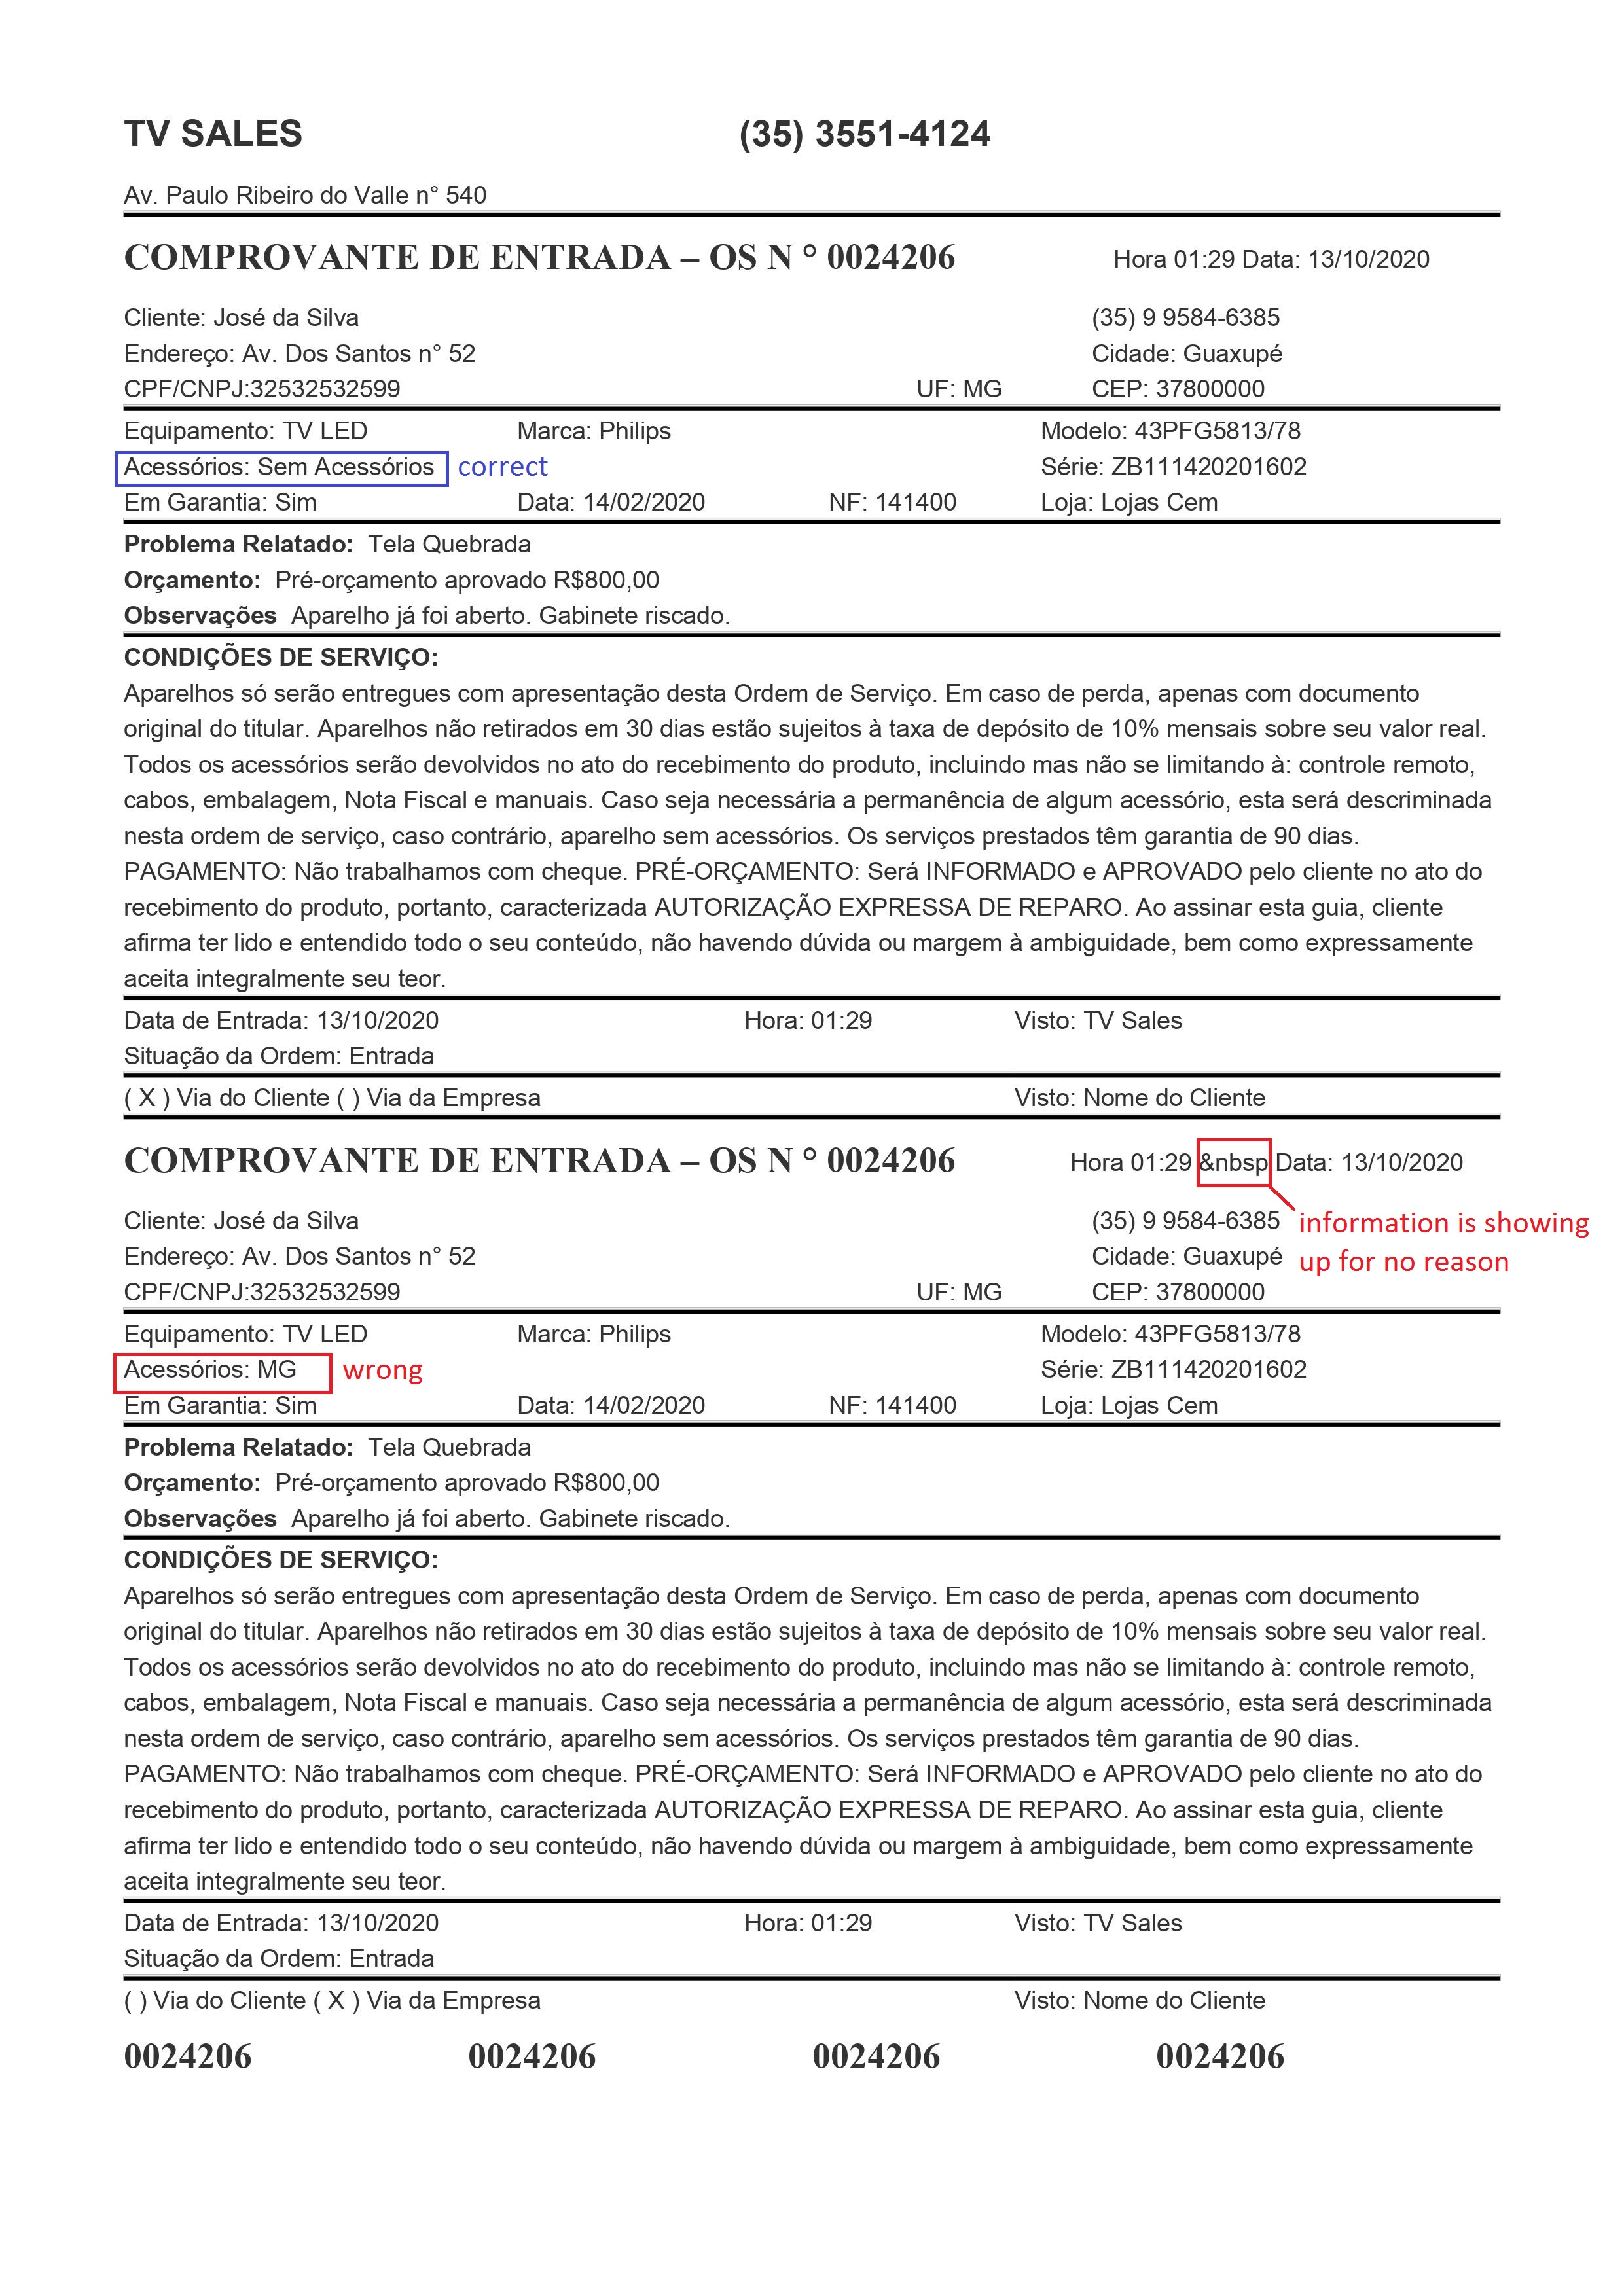 TV SALES (35) 3551-4124
Av. Paulo Ribeiro do Valle n° 540
COMPROVANTE DE ENTRADA – OS N ° 0024206 Hora 01:29 Data: 13/10/2020
Cliente: José da Silva (35) 9 9584-6385
Endereço: Av. Dos Santos n° 52 Cidade: Guaxupé
CPF/CNPJ:32532532599 UF: MG CEP: 37800000
Equipamento: TV LED Marca: Philips Modelo: 43PFG5813/78
Acessórios: Sem Acessórios correct Série: ZB111420201602
Em Garantia: Sim Data: 14/02/2020 NF: 141400 Loja: Lojas Cem
Problema Relatado: Tela Quebrada
Orçamento: Pré-orçamento aprovado R$800,00
Observações Aparelho já foi aberto. Gabinete riscado.
CONDIÇÕES DE SERVIÇO:
Aparelhos só serão entregues com apresentação desta Ordem de Serviço. Em caso de perda, apenas com documento
original do titular. Aparelhos não retirados em 30 dias estão sujeitos à taxa de depósito de 10% mensais sobre seu valor real.
Todos os acessórios serão devolvidos no ato do recebimento do produto, incluindo mas não se limitando à: controle remoto,
cabos, embalagem, Nota Fiscal e manuais. Caso seja necessária a permanência de algum acessório, esta será descriminada
nesta ordem de serviço, caso contrário, aparelho sem acessórios. Os serviços prestados têm garantia de 90 dias.
PAGAMENTO: Não trabalhamos com cheque. PRÉ-ORÇAMENTO: Será INFORMADO e APROVADO pelo cliente no ato do
recebimento do produto, portanto, caracterizada AUTORIZAÇÃO EXPRESSA DE REPARO. Ao assinar esta guia, cliente
afirma ter lido e entendido todo o seu conteúdo, não havendo dúvida ou margem à ambiguidade, bem como expressamente
aceita integralmente seu teor.
Data de Entrada: 13/10/2020 Hora: 01:29 Visto: TV Sales
Situação da Ordem: Entrada
( X ) Via do Cliente ( ) Via da Empresa Visto: Nome do Cliente
COMPROVANTE DE ENTRADA – OS N ° 0024206 Hora 01:29 &nbsp Data: 13/10/2020
Cliente: José da Silva (35) 9 9584-6385 information is showing
Endereço: Av. Dos Santos n° 52 Cidade: Guaxupé up for no reason
CPF/CNPJ:32532532599 UF: MG CEP: 37800000
Equipamento: TV LED Marca: Philips Modelo: 43PFG5813/78
Acessórios: MG wrong Série: ZB111420201602
Em Garantia: Sim Data: 14/02/2020 NF: 141400 Loja: Lojas Cem
Problema Relatado: Tela Quebrada
Orçamento: Pré-orçamento aprovado R$800,00
Observações Aparelho já foi aberto. Gabinete riscado.
CONDIÇÕES DE SERVIÇO:
Aparelhos só serão entregues com apresentação desta Ordem de Serviço. Em caso de perda, apenas com documento
original do titular. Aparelhos não retirados em 30 dias estão sujeitos à taxa de depósito de 10% mensais sobre seu valor real.
Todos os acessórios serão devolvidos no ato do recebimento do produto, incluindo mas não se limitando à: controle remoto,
cabos, embalagem, Nota Fiscal e manuais. Caso seja necessária a permanência de algum acessório, esta será descriminada
nesta ordem de serviço, caso contrário, aparelho sem acessórios. Os serviços prestados têm garantia de 90 dias.
PAGAMENTO: Não trabalhamos com cheque. PRÉ-ORÇAMENTO: Será INFORMADO e APROVADO pelo cliente no ato do
recebimento do produto, portanto, caracterizada AUTORIZAÇÃO EXPRESSA DE REPARO. Ao assinar esta guia, cliente
afirma ter lido e entendido todo o seu conteúdo, não havendo dúvida ou margem à ambiguidade, bem como expressamente
aceita integralmente seu teor.
Data de Entrada: 13/10/2020 Hora: 01:29 Visto: TV Sales
Situação da Ordem: Entrada
( ) Via do Cliente ( X ) Via da Empresa Visto: Nome do Cliente
0024206 0024206 0024206 0024206